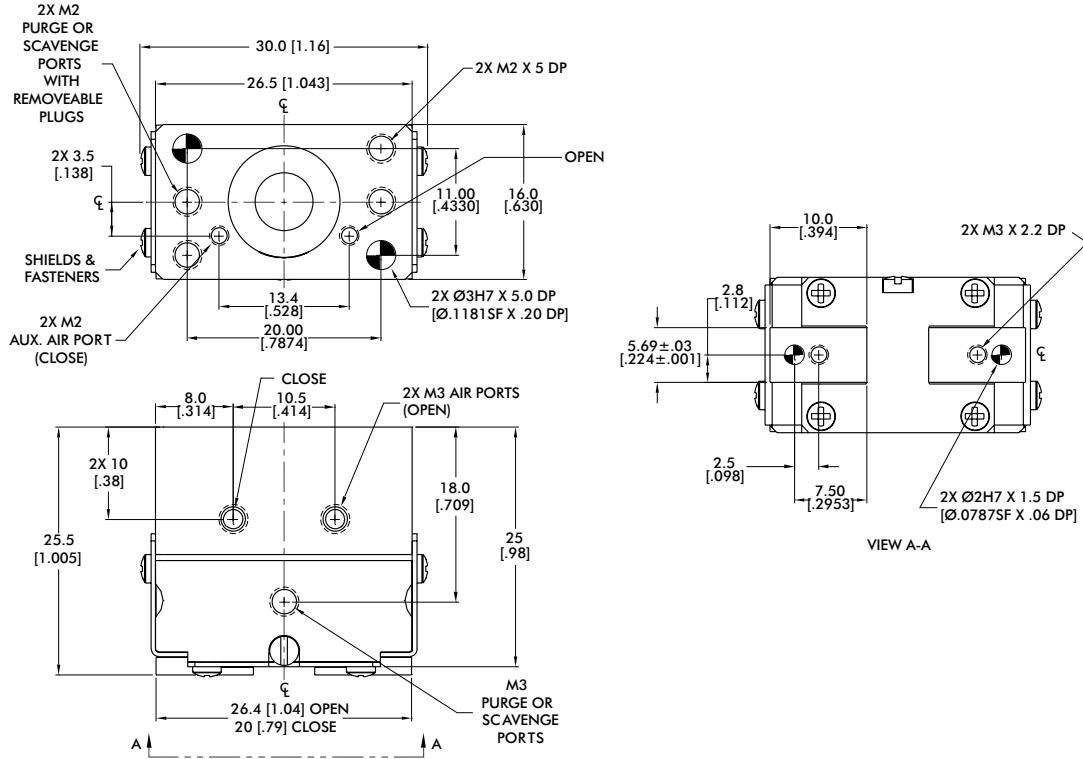 2X M2
PURGE OR
SCAVENGE
PORTS
WITH
REMOVEABLE
PLUGS
30.0 [1.16]
26.5 [1.043]
℄
2X M2 X 5 DP
OPEN
2X 3.5
[.138]
℄
11.00
[.4330]
16.0
[.630]
SHIELDS &
FASTENERS
13.4
[.528]
20.00
[.7874]
2X Ø3H7 X 5.0 DP
[Ø.1181SF X .20 DP]
2X M2
AUX. AIR PORT
(CLOSE)
CLOSE
8.0
[.314]
10.5
[.414]
2X M3 AIR PORTS
(OPEN)
2X 10
[.38]
18.0
[.709]
25.5
[1.005]
25
[.98]
℄
26.4 [1.04] OPEN
20 [.79] CLOSE
M3
PURGE OR
SCAVENGE
PORTS
A
A
10.0
[.394]
2X M3 X 2.2 DP
2.8
[.112]
5.69±.03
[.224±.001]
℄
2.5
[.098]
7.50
[.2953]
2X Ø2H7 X 1.5 DP
[Ø.0787SF X .06 DP]
VIEW A-A